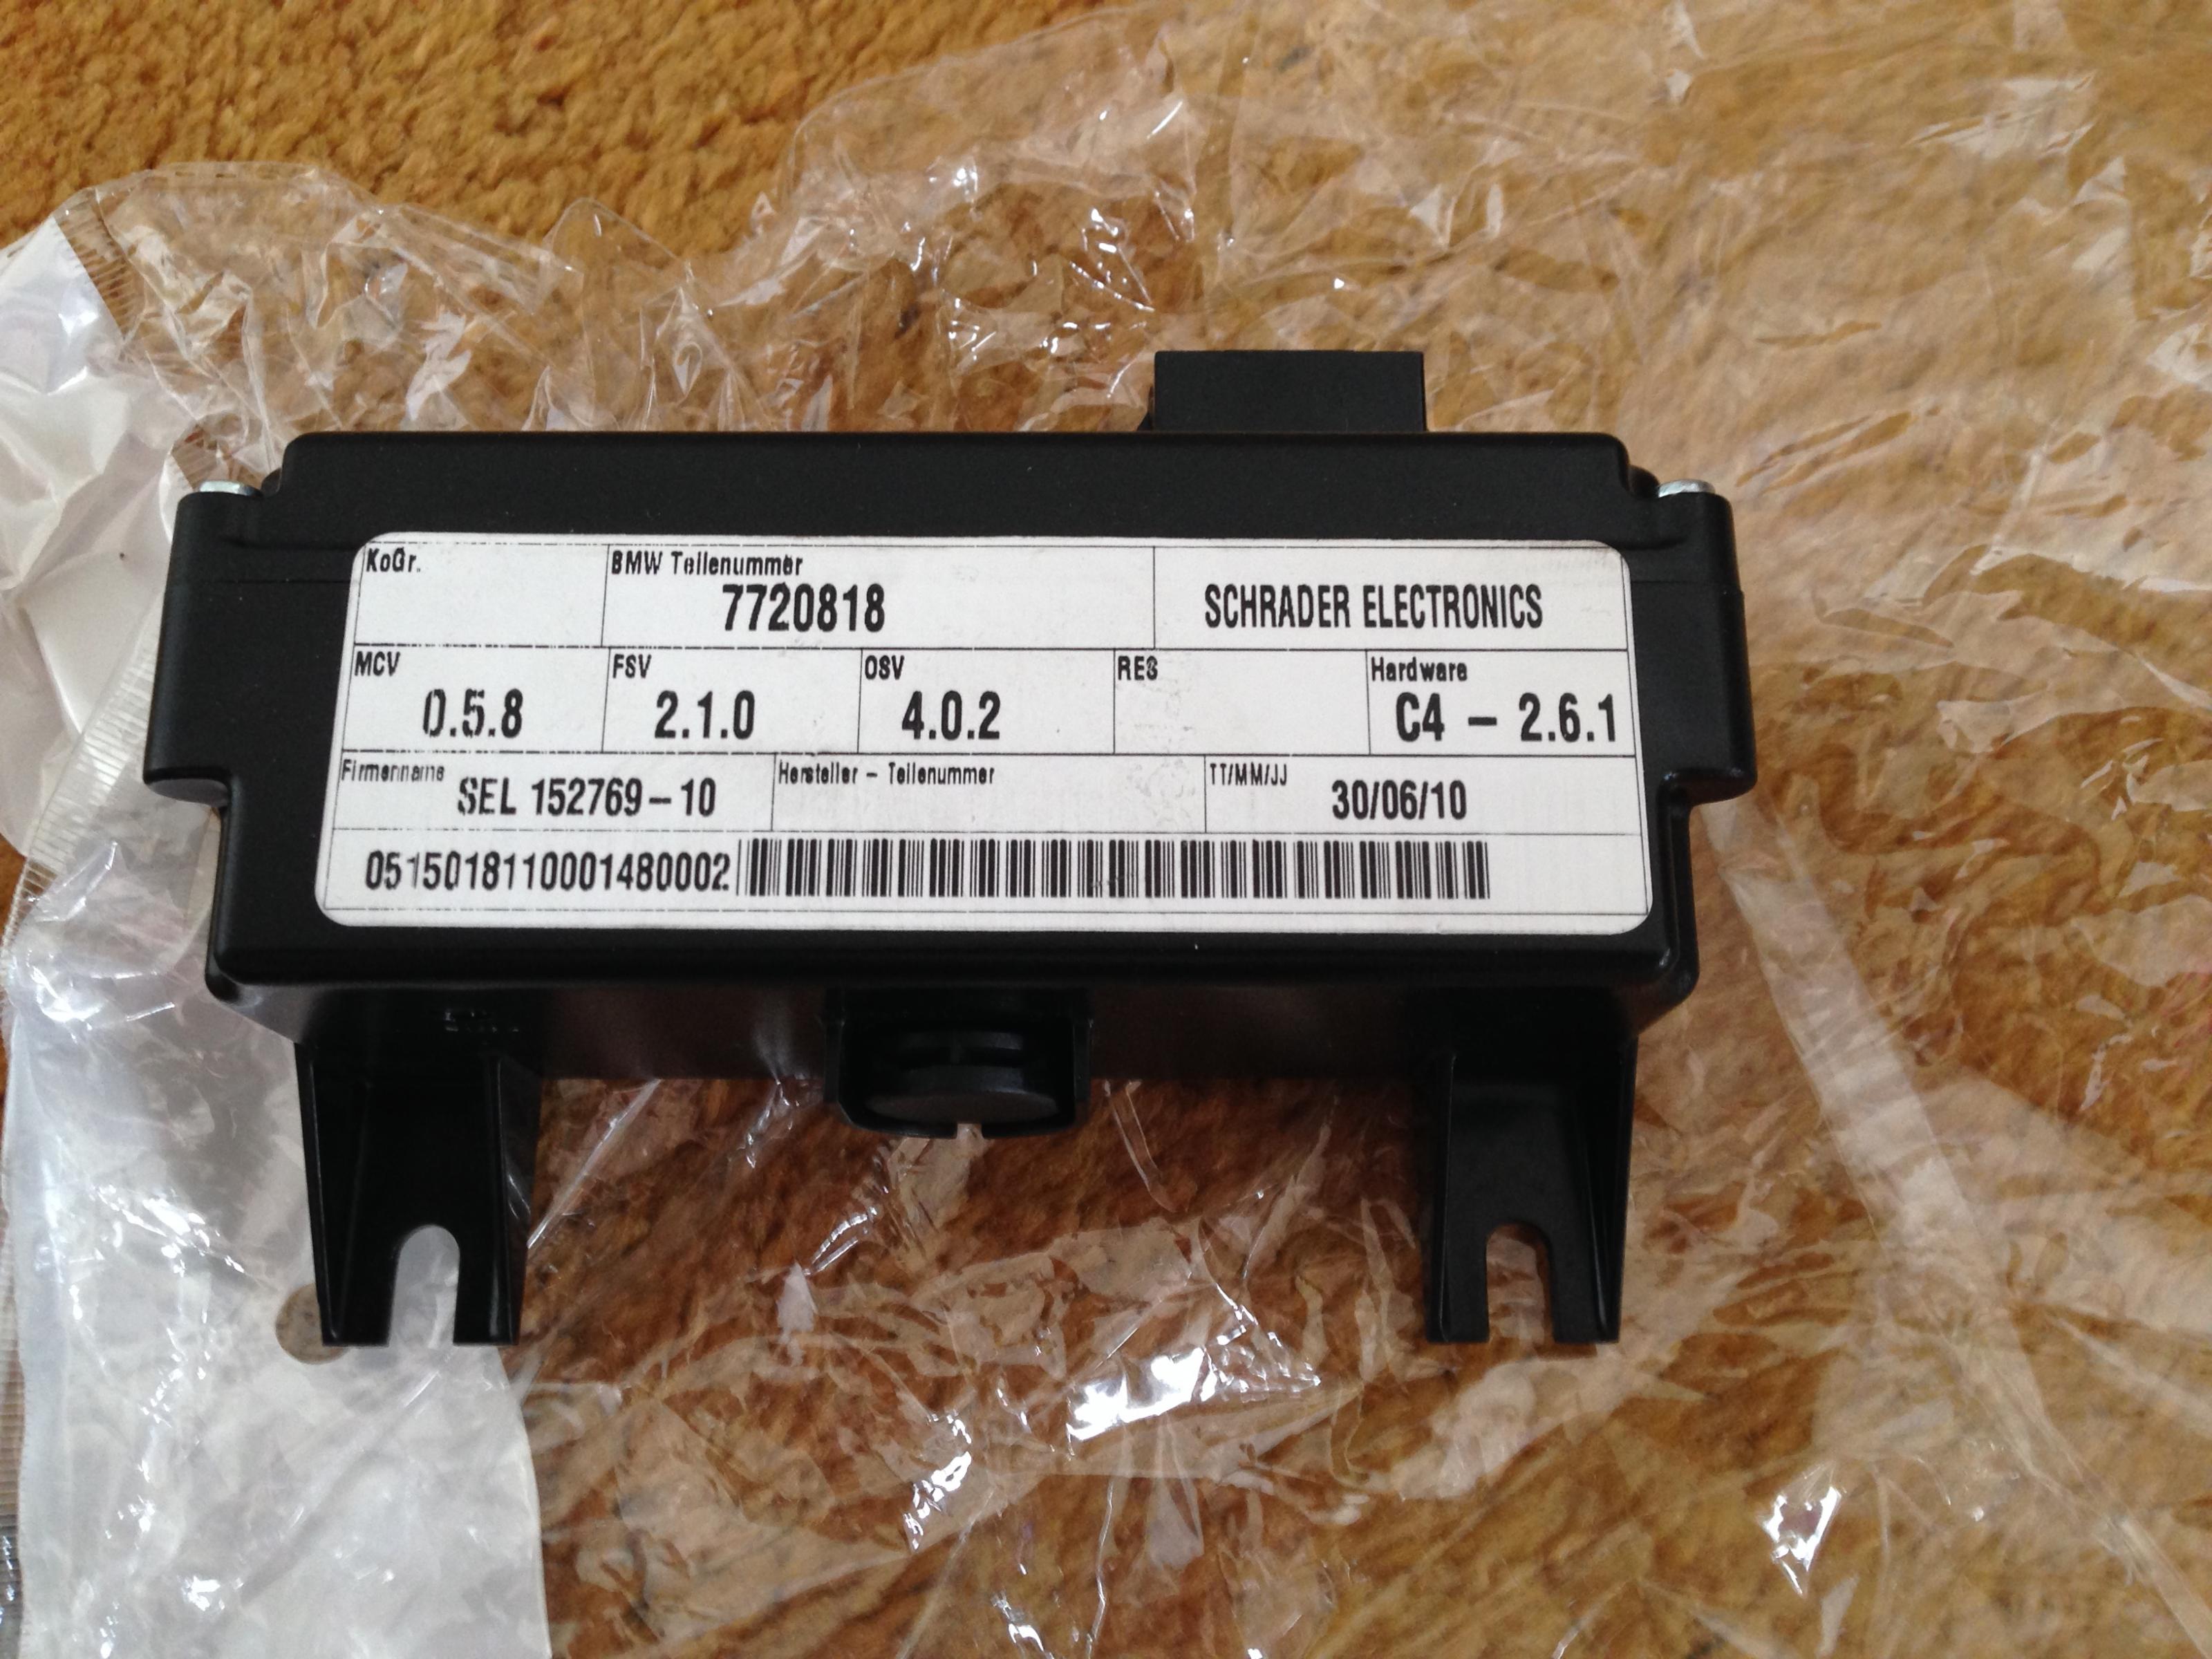 KoGr. BMW Teilenummer
7720818 SCHRADER ELECTRONICS
MCV FSV OSV RES Hardware
0.5.8 2.1.0 4.0.2 C4 - 2.6.1
Firmenname Hersteller - Teilenummer TT/MM/JJ
SEL 152769-10 30/06/10
0515018110001480002